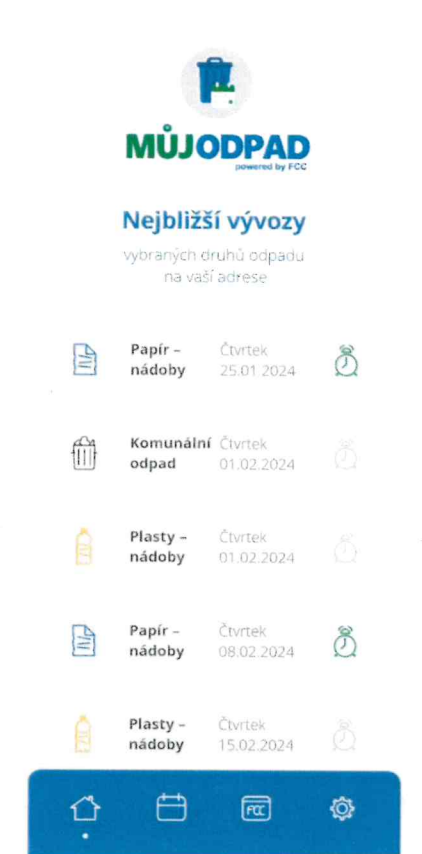 MŮJODPAD
powered by FCC
Nejbližší vývozy
vybraných druhů odpadu
na vaší adrese
Papír – Čtvrtek
nádoby 25.01.2024
Komunální Čtvrtek
odpad 01.02.2024
Plasty – Čtvrtek
nádoby 01.02.2024
Papír – Čtvrtek
nádoby 08.02.2024
Plasty – Čtvrtek
nádoby 15.02.2024
FCC